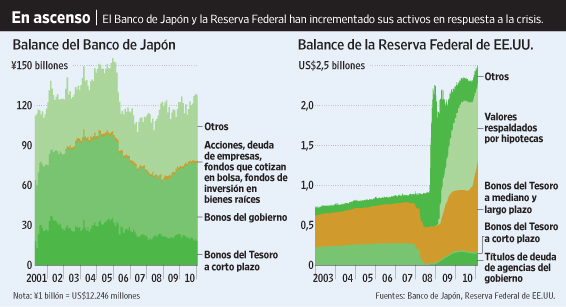 En ascenso | El Banco de Japón y la Reserva Federal han incrementado sus activos en respuesta a la crisis.
Balance del Banco de Japón
¥150 billones
120
90
60
30
0
2001 02 03 04 05 06 07 08 09 10
Otros
Acciones, deuda
de empresas,
fondos que cotizan
en bolsa, fondos de
inversión en
bienes raíces
Bonos del gobierno
Bonos del Tesoro
a corto plazo
Nota: ¥1 billón = US$12.246 millones
Balance de la Reserva Federal de EE.UU.
US$2,5 billones
2,0
1,5
1,0
0,5
0
2003 04 05 06 07 08 09 10
Otros
Valores
respaldados
por hipotecas
Bonos del Tesoro
a mediano y
largo plazo
Bonos del Tesoro
a corto plazo
Títulos de deuda
de agencias del
gobierno
Fuentes: Banco de Japón, Reserva Federal de EE.UU.